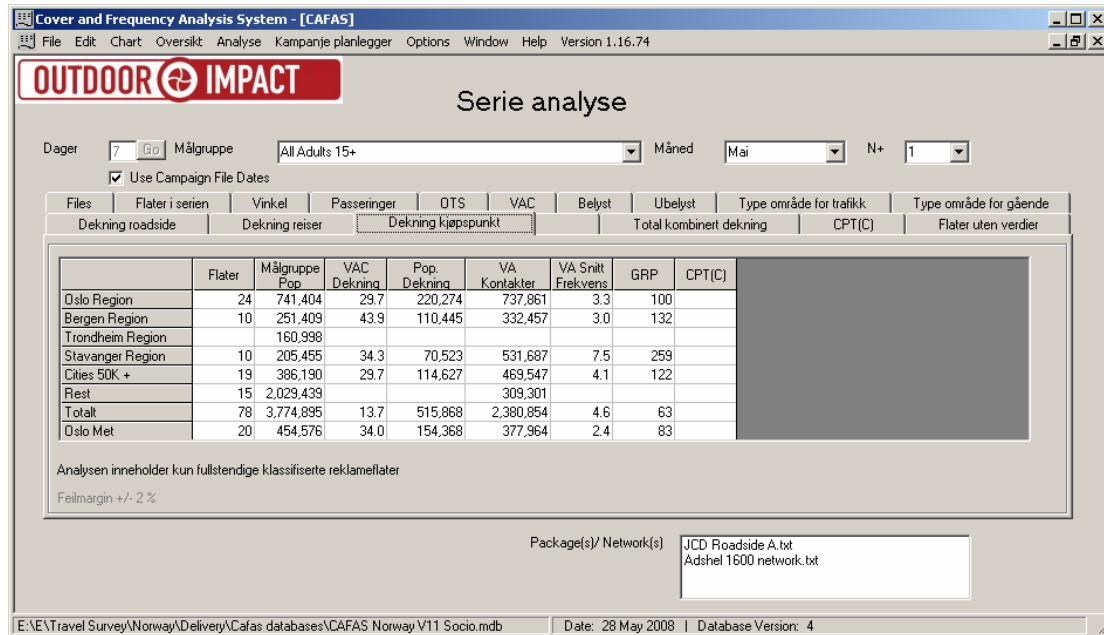 Cover and Frequency Analysis System - [CAFAS]
File Edit Chart Oversikt Analyse Kampanje planlegger Options Window Help Version 1.16.74
OUTDOOR IMPACT
Serie analyse
Dager 7 Go Målgruppe All Adults 15+ Måned Mai N+ 1
Use Campaign File Dates
Files Flater i serien Vinkel Passeringer OTS VAC Belyst Ubelyst Type område for trafikk Type område for gående
Dekning roadside Dekning reiser Dekning kjøpspunkt Total kombinert dekning CPT(C) Flater uten verdier
Flater Målgruppe Pop VAC Dekning Pop. Dekning VA Kontakter VA Snitt Frekvens GRP CPT(C)
Oslo Region 24 741,404 29.7 220,274 737,861 3.3 100
Bergen Region 10 251,409 43.9 110,445 332,457 3.0 132
Trondheim Region 160,998
Stavanger Region 10 205,455 34.3 70,523 531,687 7.5 259
Cities 50K + 19 386,190 29.7 114,627 469,547 4.1 122
Rest 15 2,029,439 309,301
Totalt 78 3,774,895 13.7 515,868 2,380,854 4.6 63
Oslo Met 20 454,576 34.0 154,368 377,964 2.4 83
Analysen inneholder kun fullstendige klassifiserte reklameflater
Feilmargin +/- 2 %
Package(s)/ Network(s) JCD Roadside A.txt
Adshel 1600 network.txt
E:\E\Travel Survey\Norway\Delivery\Cafas databases\CAFAS Norway V11 Socio.mdb Date: 28 May 2008 | Database Version: 4